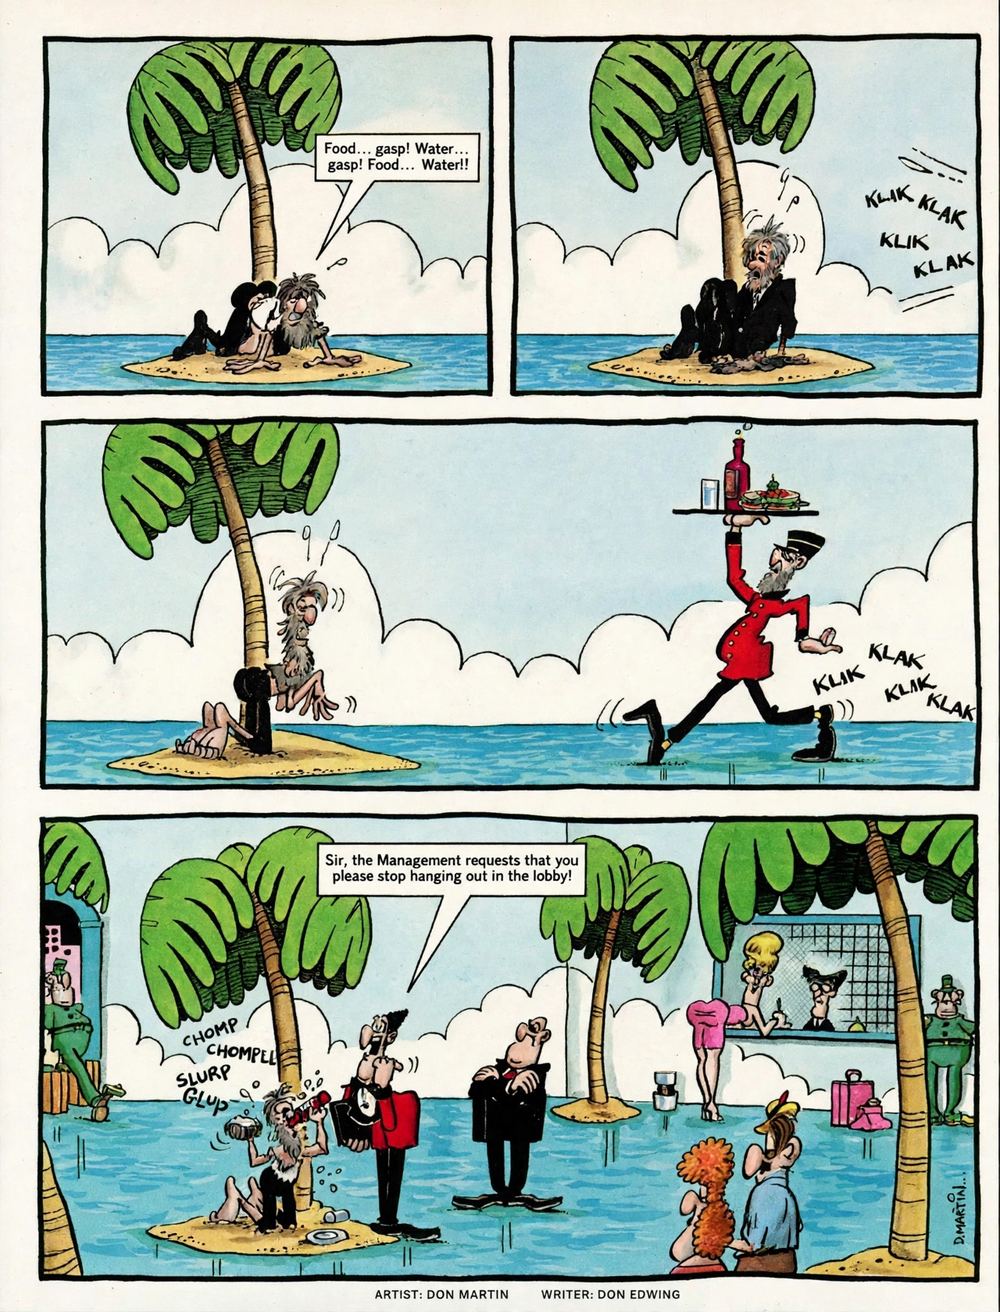 Food... gasp! Water...
gasp! Food... Water!!
KLIK KLAK
KLIK
KLAK
KLAK
KLIK
KLIK
KLAK
Sir, the Management requests that you
please stop hanging out in the lobby!
CHOMP
CHOMPEL
SLURP
GLUP
D. MARTIN...
ARTIST: DON MARTIN WRITER: DON EDWING